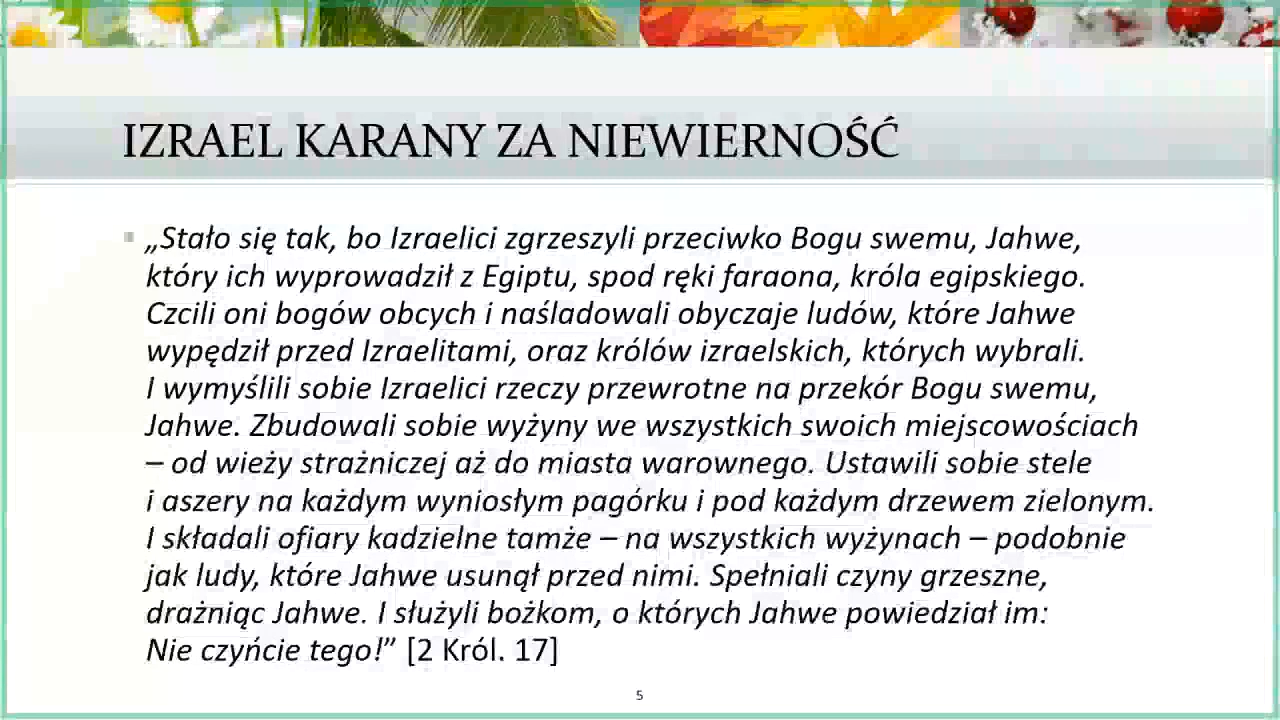 IZRAEL KARANY ZA NIEWIERNOŚĆ
„Stało się tak, bo Izraelici zgrzeszyli przeciwko Bogu swemu, Jahwe,
który ich wyprowadził z Egiptu, spod ręki faraona, króla egipskiego.
Czcili oni bogów obcych i naśladowali obyczaje ludów, które Jahwe
wypędził przed Izraelitami, oraz królów izraelskich, których wybrali.
I wymyślili sobie Izraelici rzeczy przewrotne na przekór Bogu swemu,
Jahwe. Zbudowali sobie wyżyny we wszystkich swoich miejscowościach
– od wieży strażniczej aż do miasta warownego. Ustawili sobie stele
i aszery na każdym wyniosłym pagórku i pod każdym drzewem zielonym.
I składali ofiary kadzielne tamże – na wszystkich wyżynach – podobnie
jak ludy, które Jahwe usunął przed nimi. Spełniali czyny grzeszne,
drażniąc Jahwe. I służyli bożkom, o których Jahwe powiedział im:
Nie czyńcie tego!” [2 Król. 17]
5